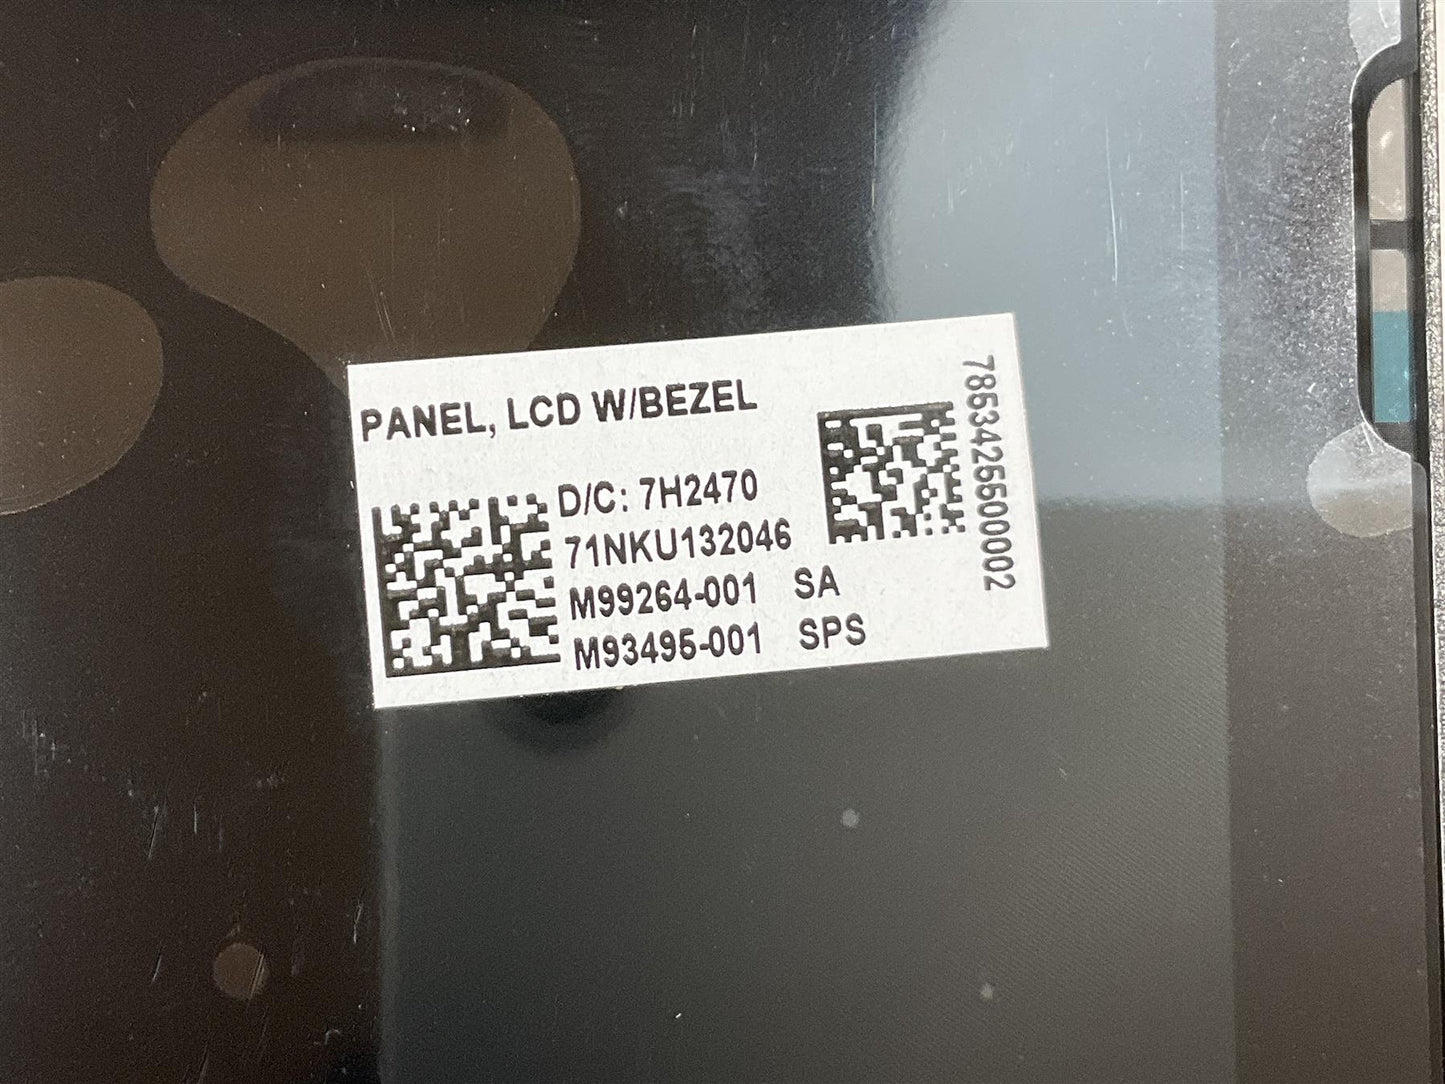 PANEL, LCD W/BEZEL
D/C: 7H2470
71NKU132046
M99264-001 SA
M93495-001 SPS
7853425500002